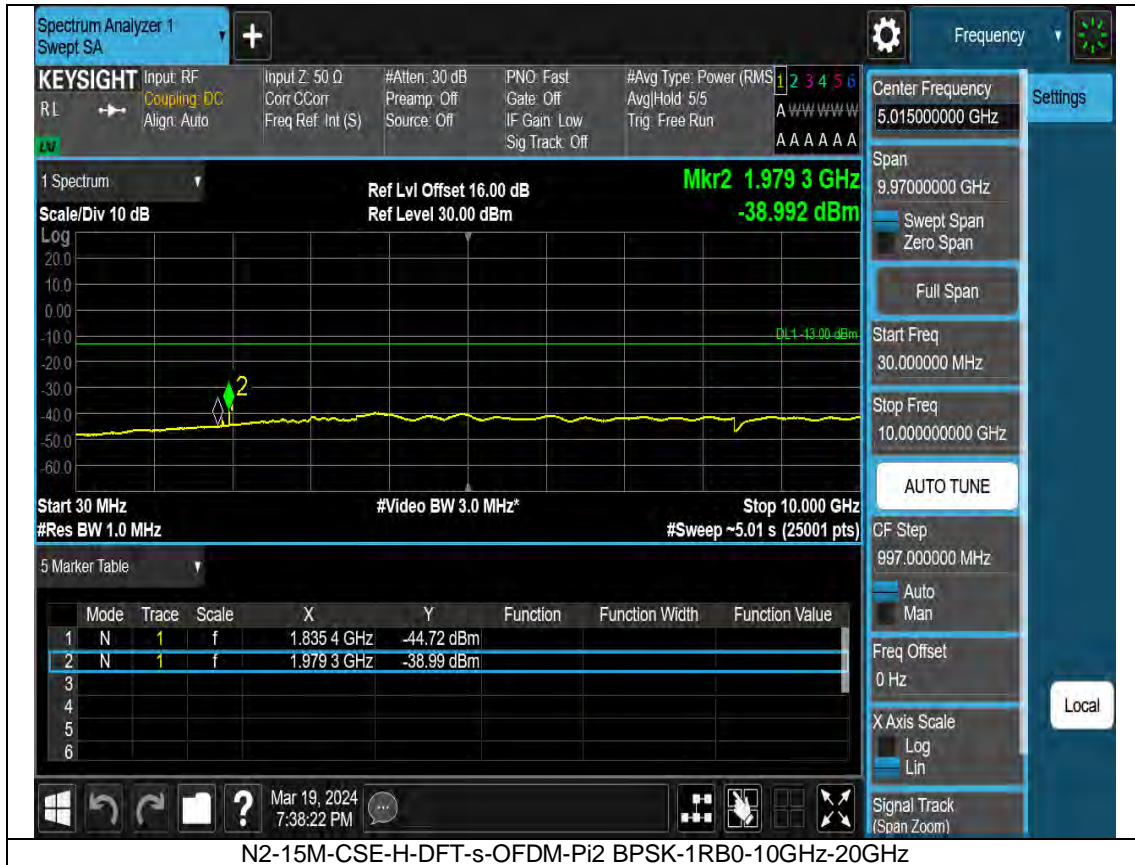 Spectrum Analyzer 1
Swept SA
+
Frequency
KEYSIGHT
RL
Input: RF
Coupling: DC
Align: Auto
Input Z: 50 Ω
Corr CCorr
Freq Ref: Int (S)
#Atten: 30 dB
Preamp: Off
Source: Off
PNO: Fast
Gate: Off
IF Gain: Low
Sig Track: Off
#Avg Type: Power (RMS
Avg|Hold: 5/5
Trig: Free Run
1 2 3 4 5 6
A W W W W W
A A A A A A
1 Spectrum
Scale/Div 10 dB
Ref Lvl Offset 16.00 dB
Ref Level 30.00 dBm
Mkr2 1.979 3 GHz
-38.992 dBm
Log
20.0
10.0
0.00
-10.0
-20.0
-30.0
-40.0
-50.0
-60.0
DL1 -13.00 dBm
2
Start 30 MHz
#Video BW 3.0 MHz*
Stop 10.000 GHz
#Res BW 1.0 MHz
#Sweep ~5.01 s (25001 pts)
5 Marker Table
Mode Trace Scale X Y Function Function Width Function Value
1 N 1 f 1.835 4 GHz -44.72 dBm
2 N 1 f 1.979 3 GHz -38.99 dBm
3
4
5
6
Center Frequency
5.015000000 GHz
Settings
Span
9.97000000 GHz
Swept Span
Zero Span
Full Span
Start Freq
30.000000 MHz
Stop Freq
10.000000000 GHz
AUTO TUNE
CF Step
997.000000 MHz
Auto
Man
Freq Offset
0 Hz
X Axis Scale
Log
Lin
Local
Signal Track
(Span Zoom)
?
Mar 19, 2024
7:38:22 PM
N2-15M-CSE-H-DFT-s-OFDM-Pi2 BPSK-1RB0-10GHz-20GHz